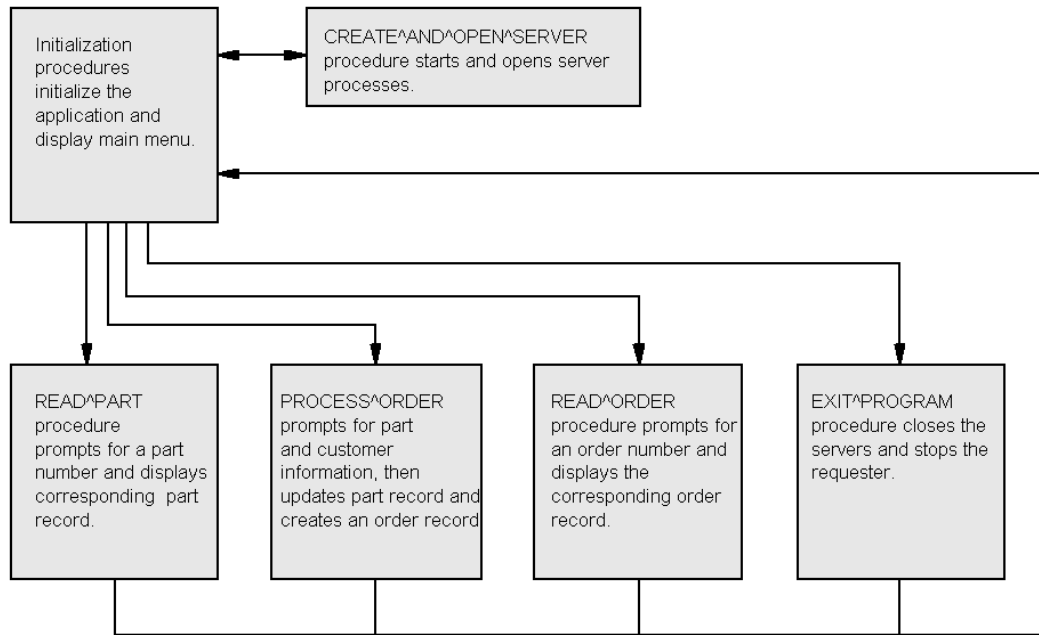 Initialization
procedures
initialize the
application and
display main menu.
CREATE^AND^OPEN^SERVER
procedure starts and opens server
processes.
READ^PART
procedure
prompts for a part
number and displays
corresponding part
record.
PROCESS^ORDER
prompts for part
and customer
information, then
updates part record and
creates an order record
READ^ORDER
procedure prompts for
an order number and
displays the
corresponding order
record.
EXIT^PROGRAM
procedure closes the
servers and stops the
requester.